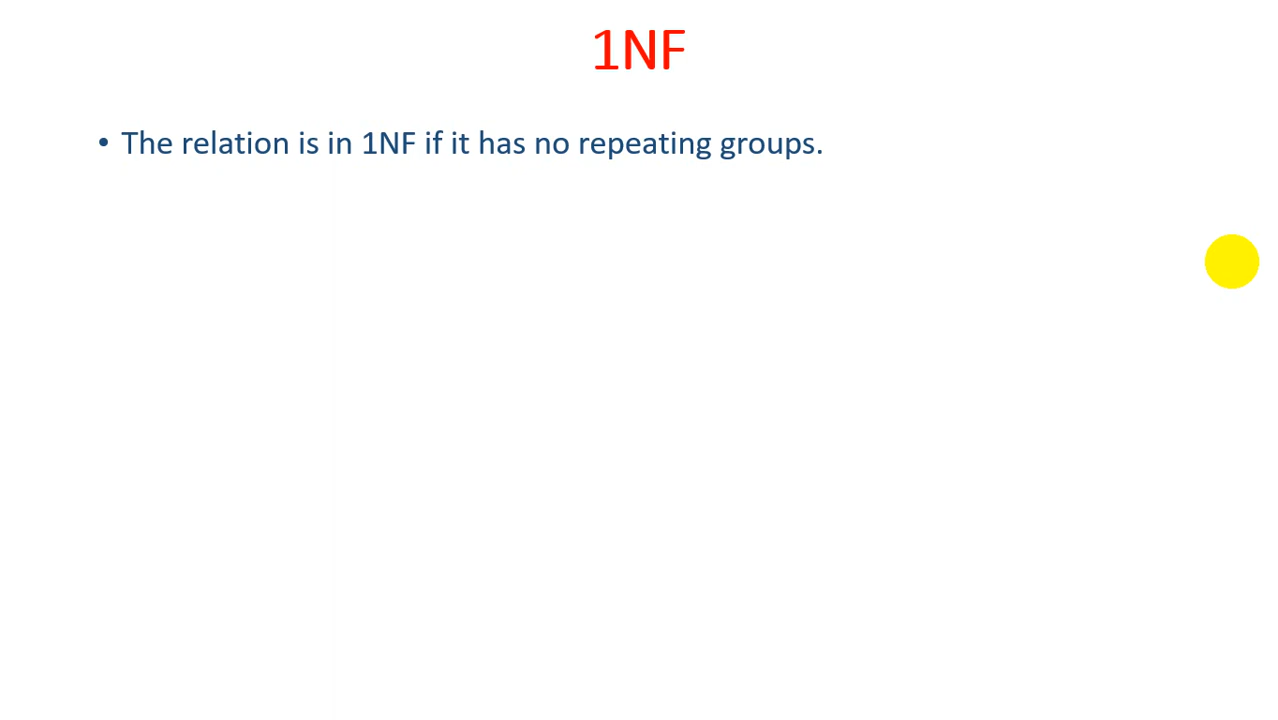 1NF
• The relation is in 1NF if it has no repeating groups.